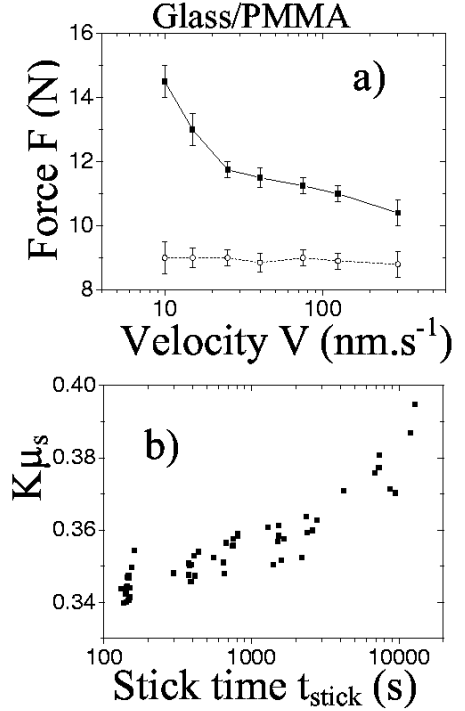 Glass/PMMA
a)
Force F (N)
16
14
12
10
8
10
100
Velocity V (nm.s⁻¹)
b)
Kμₛ
0.40
0.38
0.36
0.34
100
1000
10000
Stick time t_stick (s)